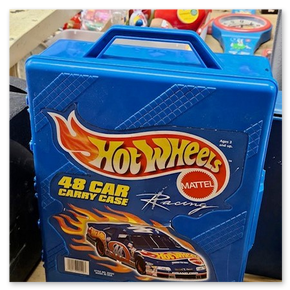 Hot Wheels
MATTEL
48 CAR
CARRY CASE
Racing